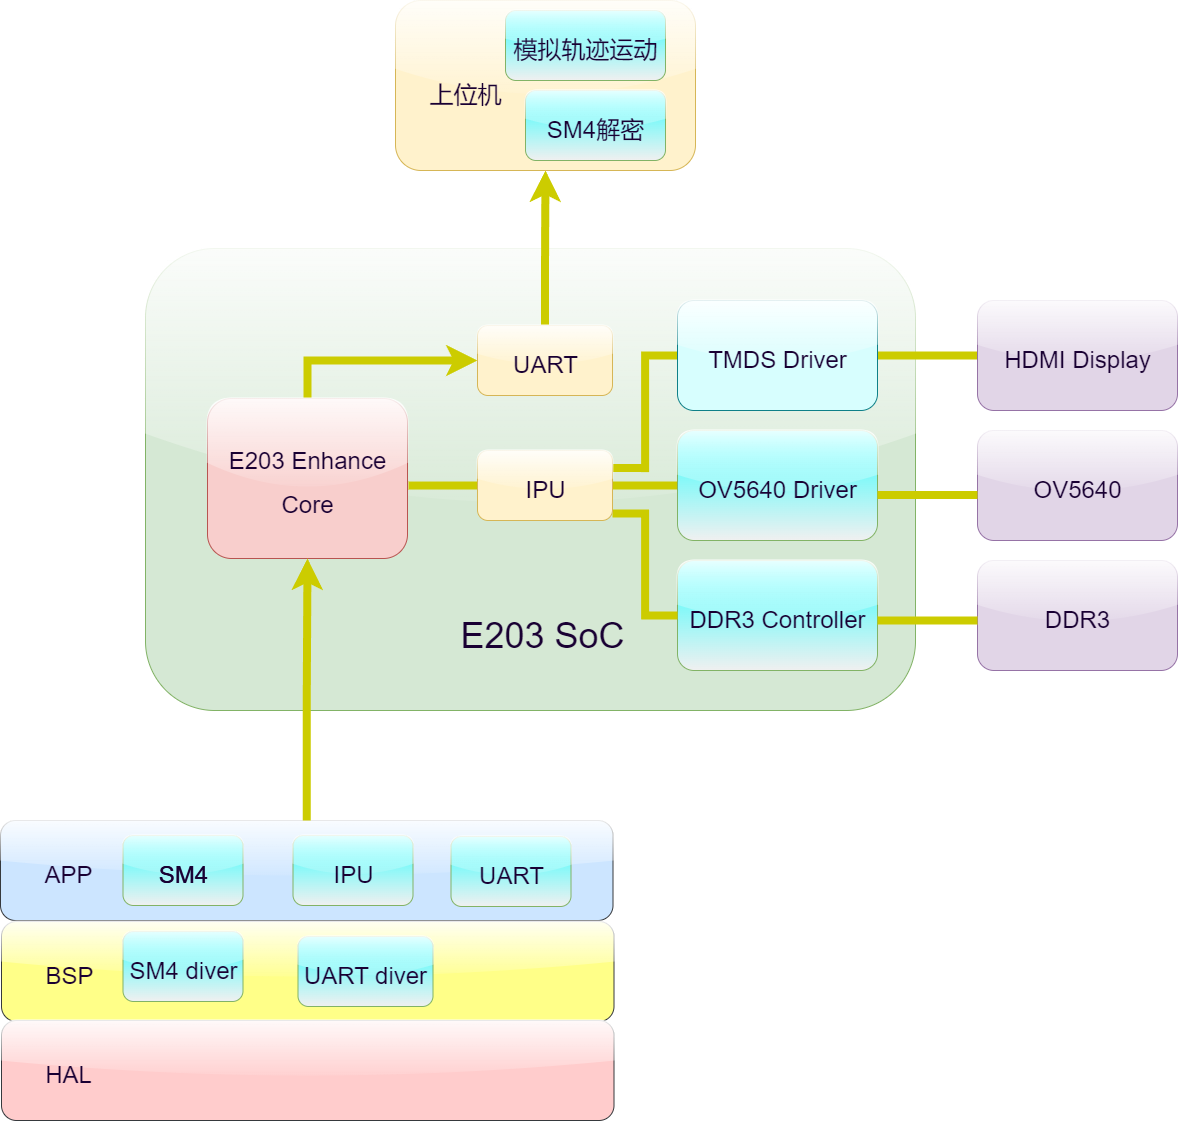 模拟轨迹运动
上位机
SM4解密
UART
TMDS Driver
HDMI Display
E203 Enhance
Core
IPU
OV5640 Driver
OV5640
DDR3 Controller
DDR3
E203 SoC
APP
SM4
IPU
UART
BSP
SM4 diver
UART diver
HAL